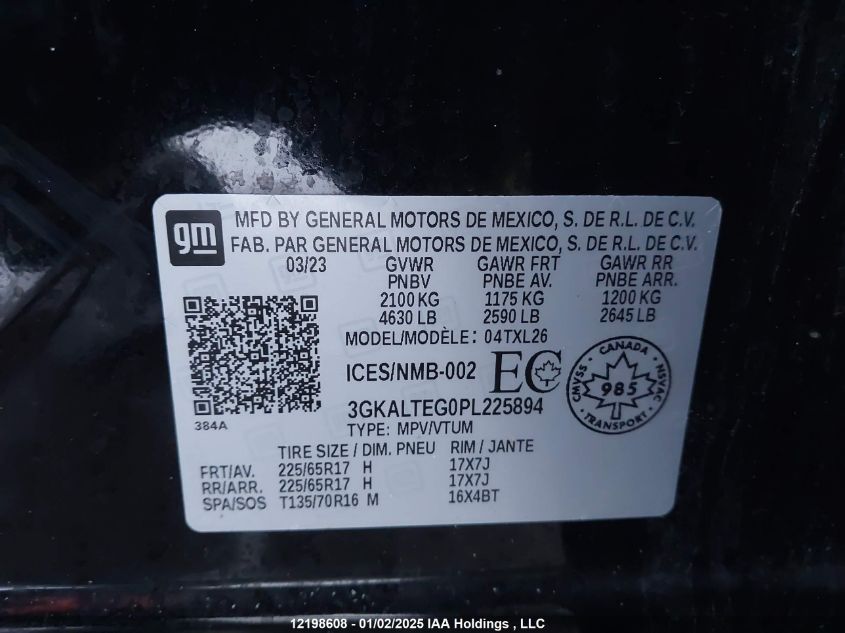 gm
MFD BY GENERAL MOTORS DE MEXICO, S. DE R.L. DE C.V.
FAB. PAR GENERAL MOTORS DE MEXICO, S. DE R.L. DE C.V.
03/23 GVWR GAWR FRT GAWR RR
PNBV PNBE AV. PNBE ARR.
2100 KG 1175 KG 1200 KG
4630 LB 2590 LB 2645 LB
MODEL/MODÈLE: 04TXL26
ICES/NMB-002 EC
CANADA
CMVSS 985 NSVAC
TRANSPORT
3GKALTEG0PL225894
384A
TYPE: MPV/VTUM
TIRE SIZE / DIM. PNEU RIM / JANTE
FRT/AV. 225/65R17 H 17X7J
RR/ARR. 225/65R17 H 17X7J
SPA/SOS T135/70R16 M 16X4BT
12198608 - 01/02/2025 IAA Holdings , LLC